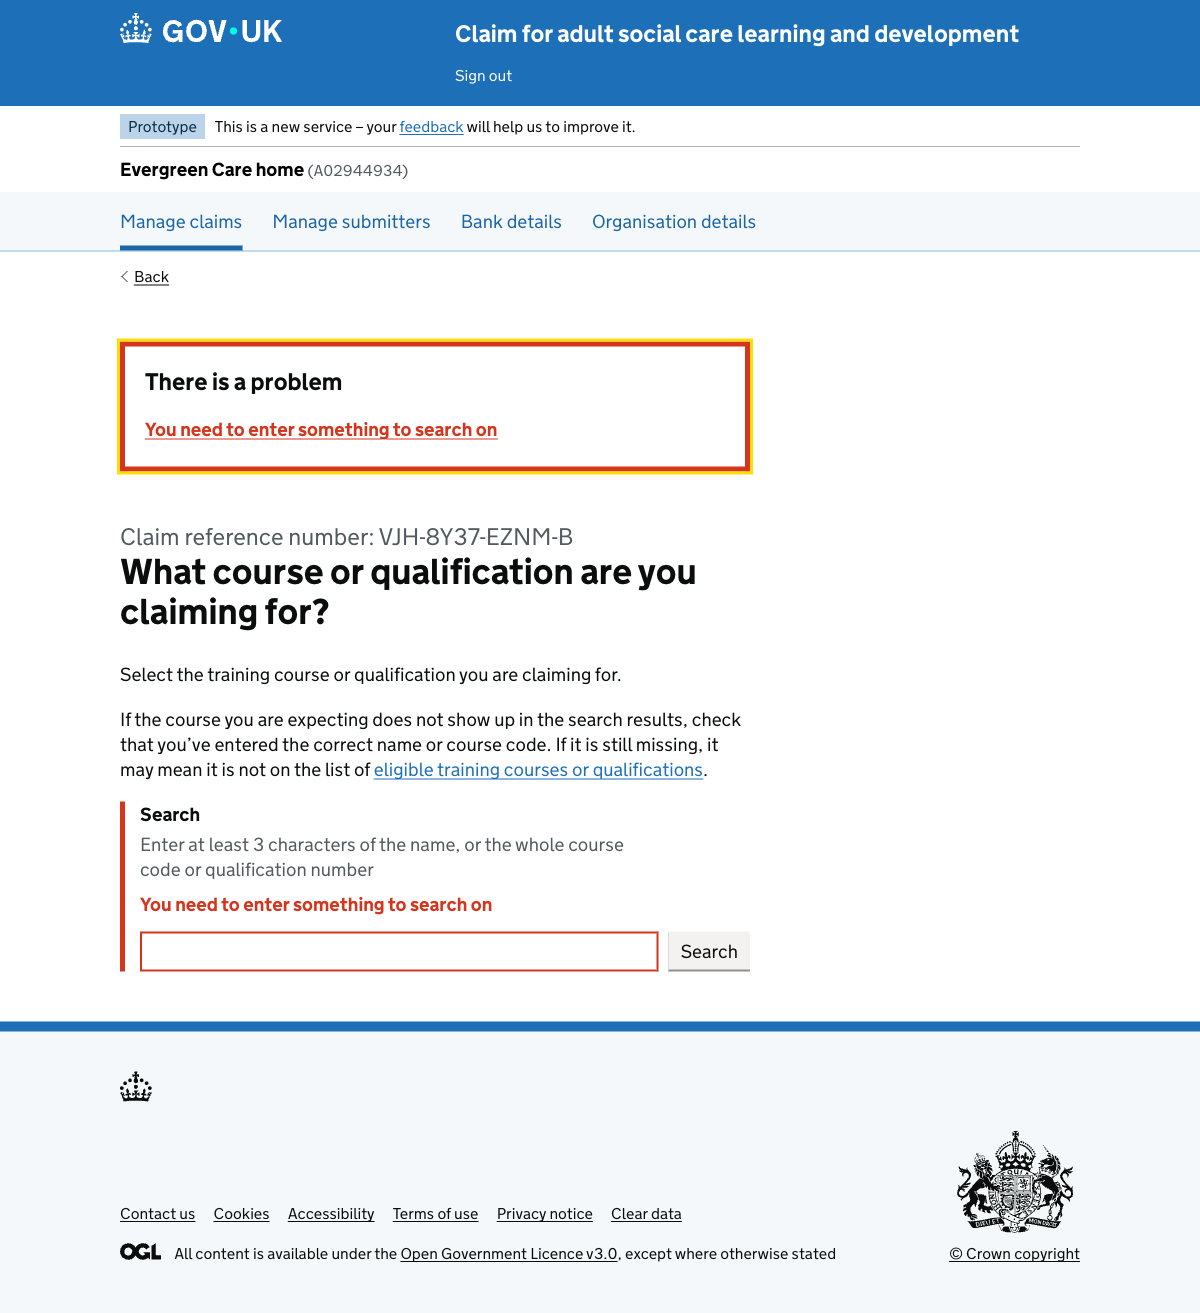 GOV·UK
Claim for adult social care learning and development
Sign out
Prototype This is a new service – your feedback will help us to improve it.
Evergreen Care home (A02944934)
Manage claims Manage submitters Bank details Organisation details
Back
There is a problem
You need to enter something to search on
Claim reference number: VJH-8Y37-EZNM-B
What course or qualification are you
claiming for?
Select the training course or qualification you are claiming for.
If the course you are expecting does not show up in the search results, check
that you’ve entered the correct name or course code. If it is still missing, it
may mean it is not on the list of eligible training courses or qualifications.
Search
Enter at least 3 characters of the name, or the whole course
code or qualification number
You need to enter something to search on
Search
Contact us Cookies Accessibility Terms of use Privacy notice Clear data
OGL All content is available under the Open Government Licence v3.0, except where otherwise stated
© Crown copyright